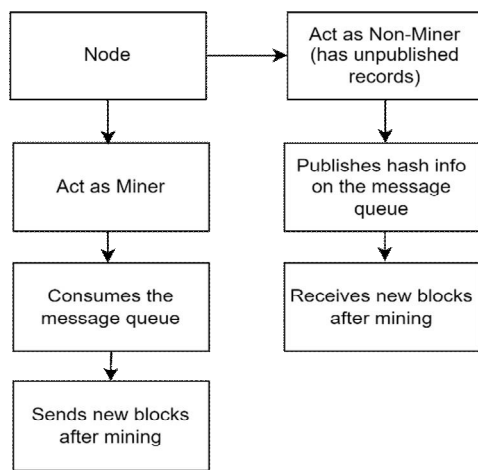 Node
Act as Non-Miner
(has unpublished
records)
Act as Miner
Publishes hash info
on the message
queue
Consumes the
message queue
Receives new blocks
after mining
Sends new blocks
after mining